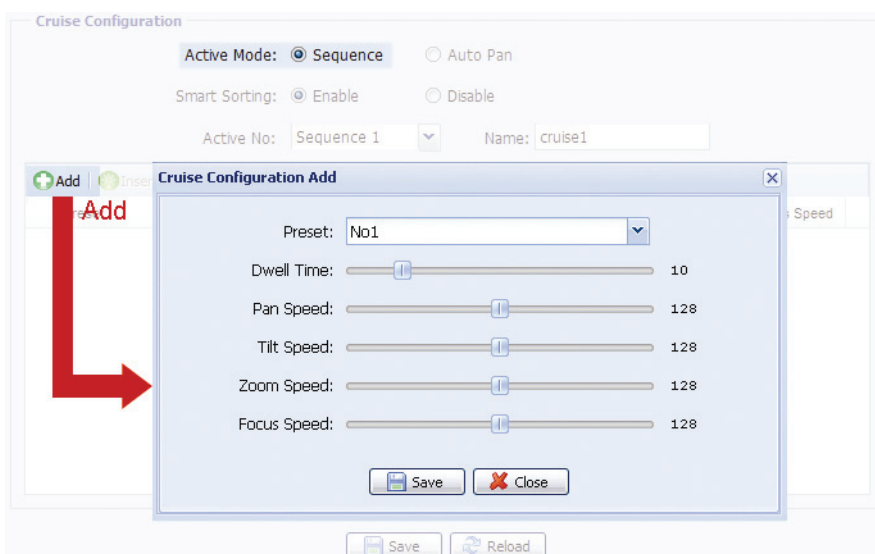 Cruise Configuration
Active Mode: Sequence Auto Pan
Smart Sorting: Enable Disable
Active No: Sequence 1 Name: cruise1
Add
Cruise Configuration Add
Add
Speed
Preset: No1
Dwell Time: 10
Pan Speed: 128
Tilt Speed: 128
Zoom Speed: 128
Focus Speed: 128
Save Close
Save Reload